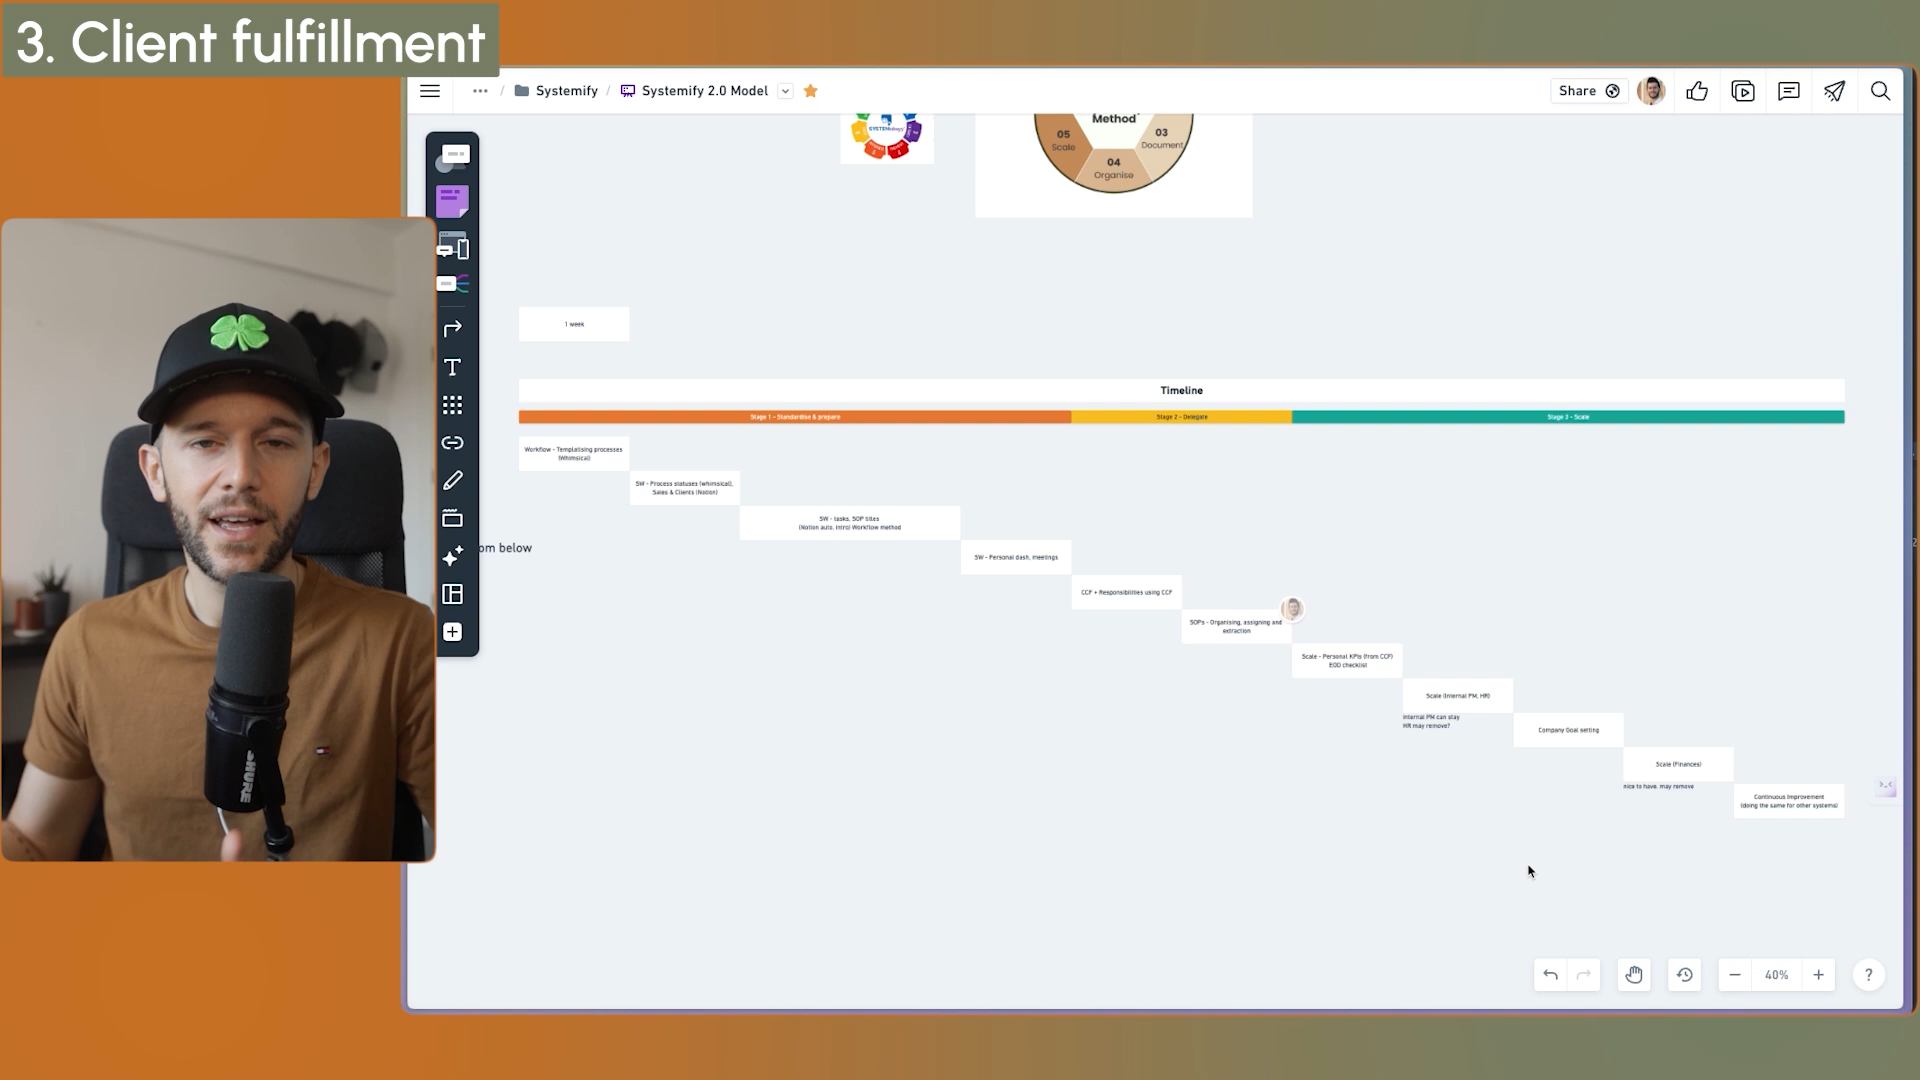 3. Client fulfillment
Systemify / Systemify 2.0 Model
Share
SYSTEMology
Method
05
Scale
03
Document
04
Organise
1 week
Timeline
Stage 1 - Standardise & prepare
Stage 2 - Delegate
Stage 3 - Scale
Workflow - Templatising processes
(Whimsical)
SW - Process statuses (whimsical),
Sales & Clients (Notion)
SW - tasks, SOP titles
(Notion auto, intro) Workflow method
om below
SW - Personal dash, meetings
CCF + Responsibilities using CCF
SOPs - Organising, assigning and
extraction
Scale - Personal KPIs (from CCF)
EOD checklist
Scale (Internal PM, HR)
Internal PM can stay
HR may remove?
Company Goal setting
Scale (Finances)
nice to have, may remove
Continuous Improvement
(doing the same for other systems)
SHURE
40%